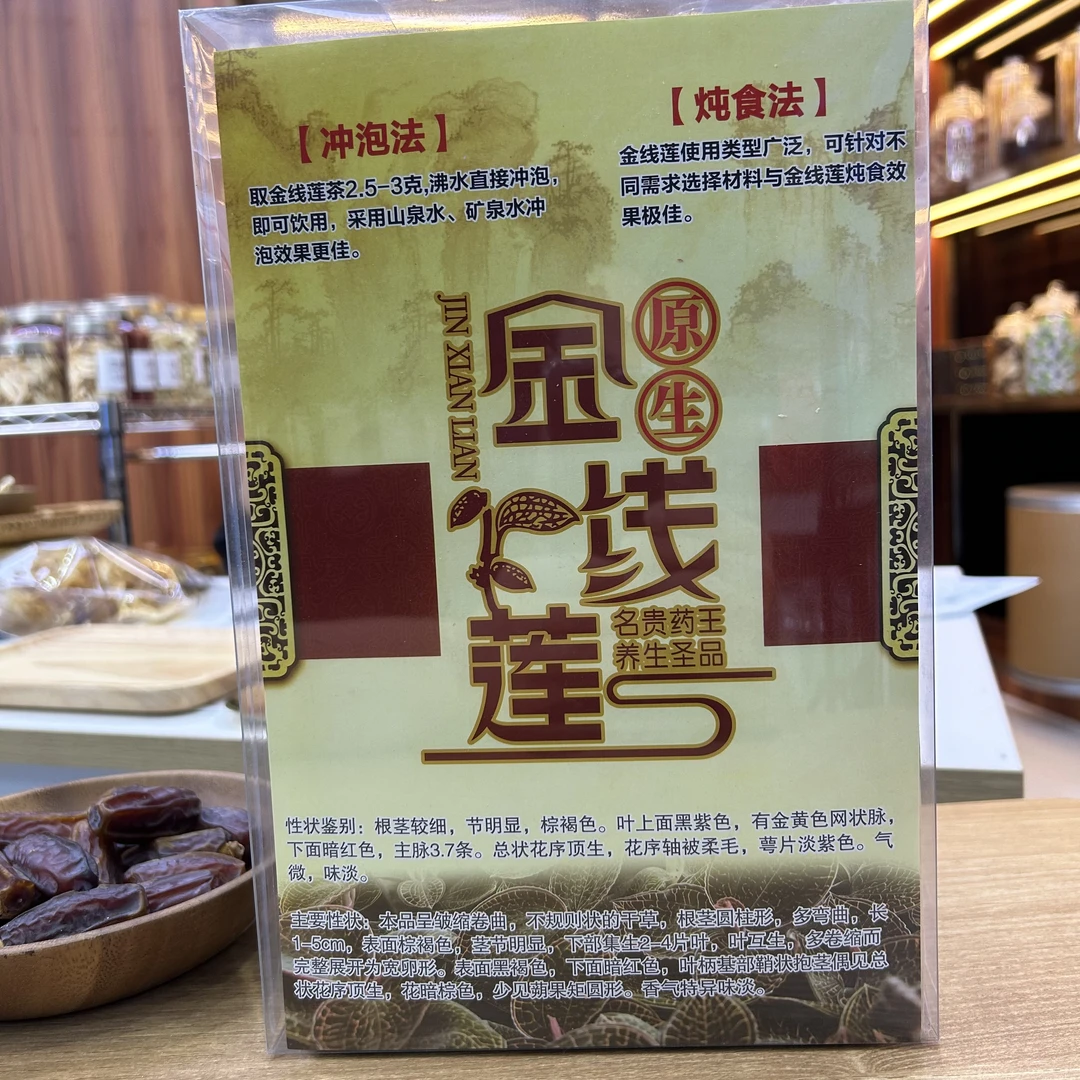 【冲泡法】
取金线莲茶2.5-3克,沸水直接冲泡,
即可饮用，采用山泉水、矿泉水冲
泡效果更佳。
【炖食法】
金线莲使用类型广泛，可针对不
同需求选择材料与金线莲炖食效
果极佳。
JIN XIAN LIAN
原生
金线莲
名贵药王
养生圣品
性状鉴别：根茎较细，节明显，棕褐色。叶上面黑紫色，有金黄色网状脉，
下面暗红色，主脉3.7条。总状花序顶生，花序轴被柔毛，萼片淡紫色。气
微，味淡。
主要性状：本品呈皱缩卷曲，不规则状的干草，根茎圆柱形，多弯曲，长
1-5cm，表面棕褐色，茎节明显，下部集生2-4片叶，叶互生，多卷缩而
完整展开为宽卵形。表面黑褐色，下面暗红色，叶柄基部鞘状抱茎偶见总
状花序顶生，花暗棕色，少见蒴果矩圆形。香气特异味淡。